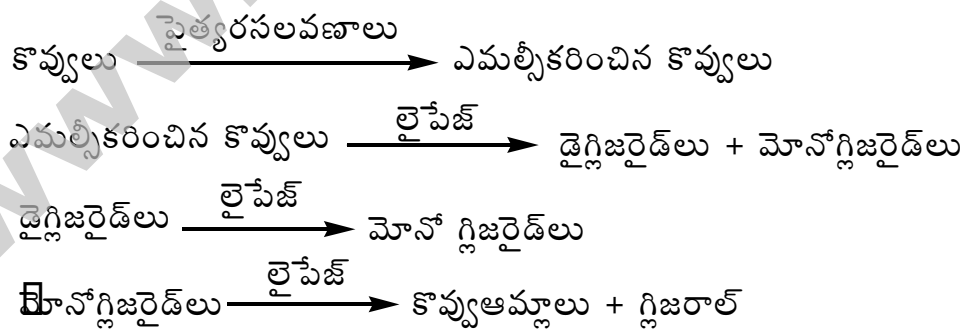 పైత్యరసలవణాలు
కొవ్వులు → ఎమల్సీకరించిన కొవ్వులు
లైపేజ్
ఎమల్సీకరించిన కొవ్వులు → డైగ్లిజరైడ్‌లు + మోనోగ్లిజరైడ్‌లు
లైపేజ్
డైగ్లిజరైడ్‌లు → మోనో గ్లిజరైడ్‌లు
లైపేజ్
మోనోగ్లిజరైడ్‌లు → కొవ్వుఆమ్లాలు + గ్లిజరాల్